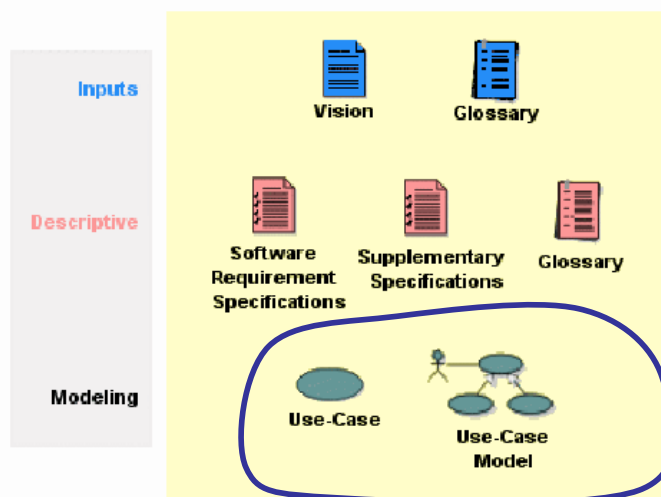 Inputs
Vision
Glossary
Descriptive
Software
Requirement
Specifications
Supplementary
Specifications
Glossary
Modeling
Use-Case
Use-Case
Model